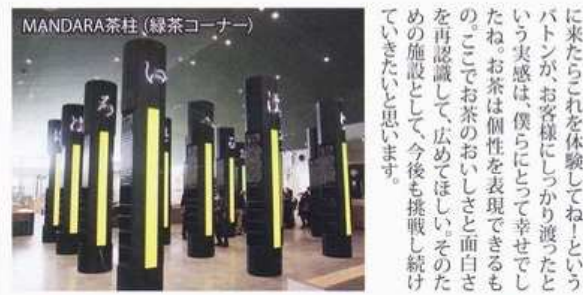 MANDARA茶柱（緑茶コーナー）
い
ろ
は
ほ
に来たらこれを体験してね！という
バトンが、お客様にしっかり渡ったと
いう実感は、僕らにとって幸せでし
たね。お茶は個性を表現できるも
の。ここでお茶のおいしさと面白さ
を再認識して、広めてほしい。そのた
めの施設として、今後も挑戦し続け
ていきたいと思います。